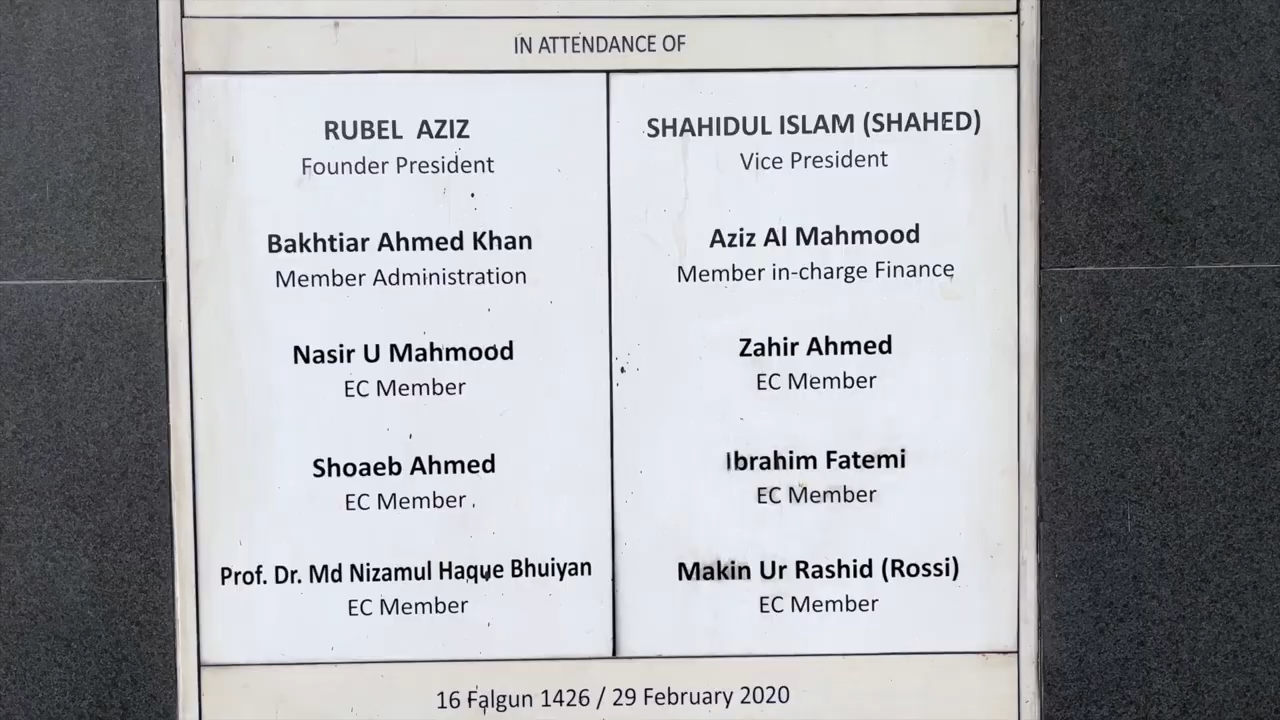 IN ATTENDANCE OF
RUBEL AZIZ
Founder President
Bakhtiar Ahmed Khan
Member Administration
Nasir U Mahmood
EC Member
Shoaeb Ahmed
EC Member
Prof. Dr. Md Nizamul Haque Bhuiyan
EC Member
SHAHIDUL ISLAM (SHAHED)
Vice President
Aziz Al Mahmood
Member in-charge Finance
Zahir Ahmed
EC Member
Ibrahim Fatemi
EC Member
Makin Ur Rashid (Rossi)
EC Member
16 Falgun 1426 / 29 February 2020